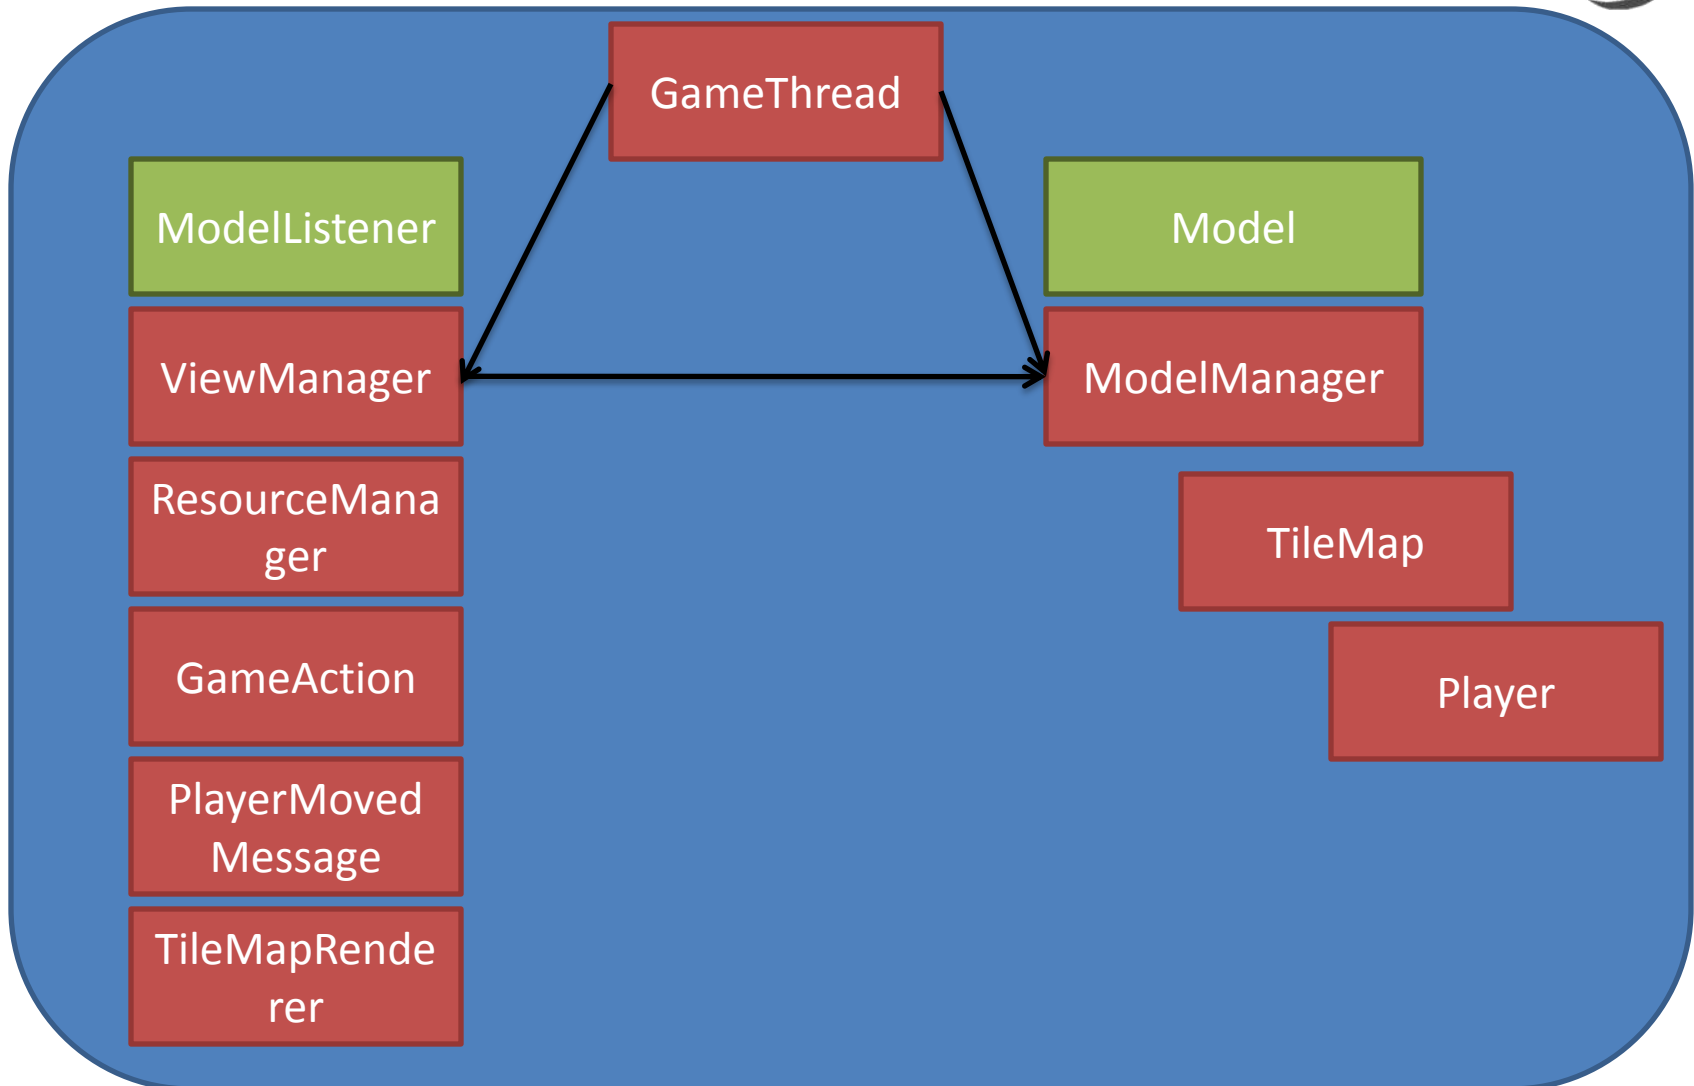 GameThread
ModelListener
Model
ViewManager
ModelManager
ResourceMana
ger
TileMap
GameAction
Player
PlayerMoved
Message
TileMapRende
rer